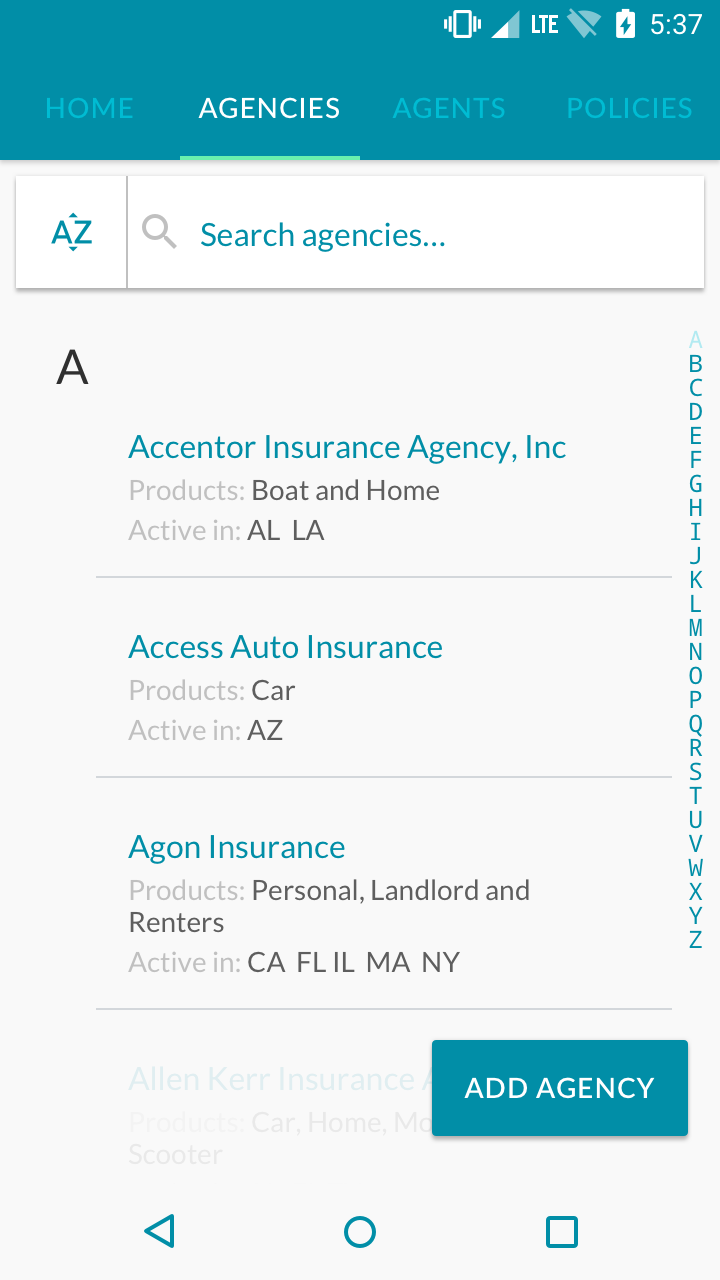 LTE 5:37
HOME AGENCIES AGENTS POLICIES
AZ Search agencies...
A
Accentor Insurance Agency, Inc
Products: Boat and Home
Active in: AL LA
Access Auto Insurance
Products: Car
Active in: AZ
Agon Insurance
Products: Personal, Landlord and
Renters
Active in: CA FL IL MA NY
Allen Kerr Insurance
Products: Car, Home, Mo
Scooter
ADD AGENCY
A
B
C
D
E
F
G
H
I
J
K
L
M
N
O
P
Q
R
S
T
U
V
W
X
Y
Z